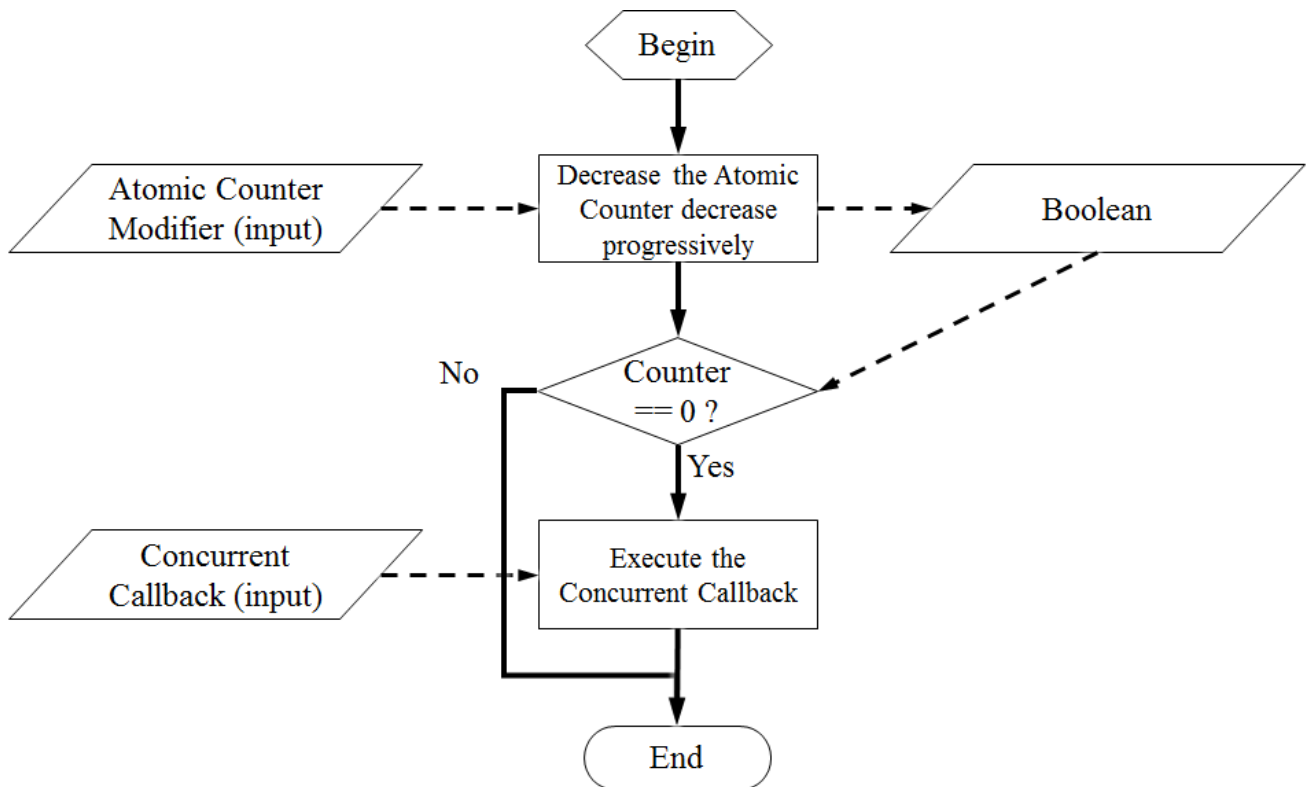 Begin
Atomic Counter
Modifier (input)
Decrease the Atomic
Counter decrease
progressively
Boolean
No
Counter
== 0 ?
Yes
Concurrent
Callback (input)
Execute the
Concurrent Callback
End